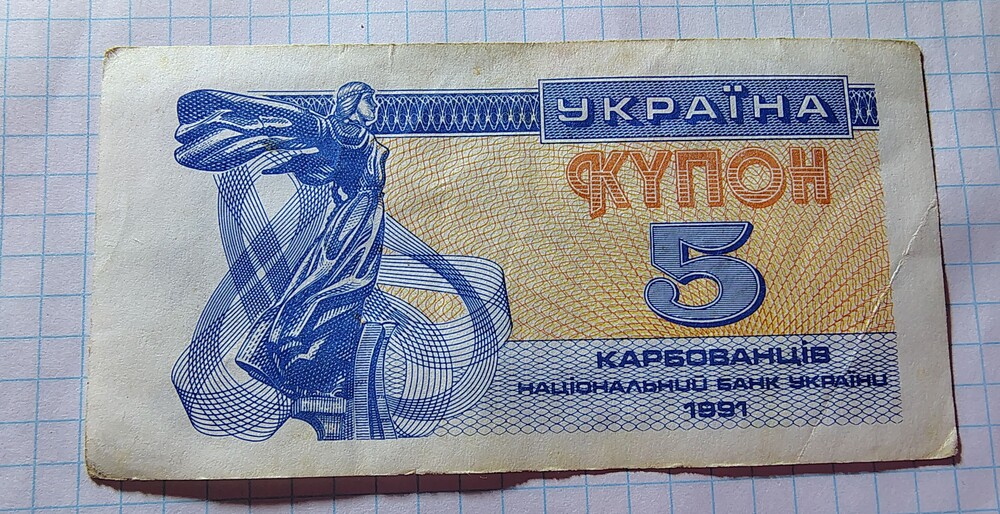 УКРАЇНА
КУПОН
5
КАРБОВАНЦІВ
НАЦІОНАЛЬНИЙ БАНК УКРАЇНИ
1991